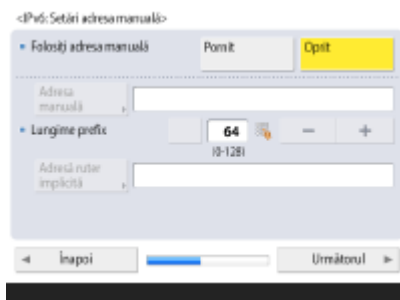 <IPv6: Setări adresa manuală>
Folosiți adresa manuală Pornit Oprit
Adresa
manuală
Lungime prefix 64 − +
(0-128)
Adresă ruter
implicită
◄ Înapoi Următorul ►